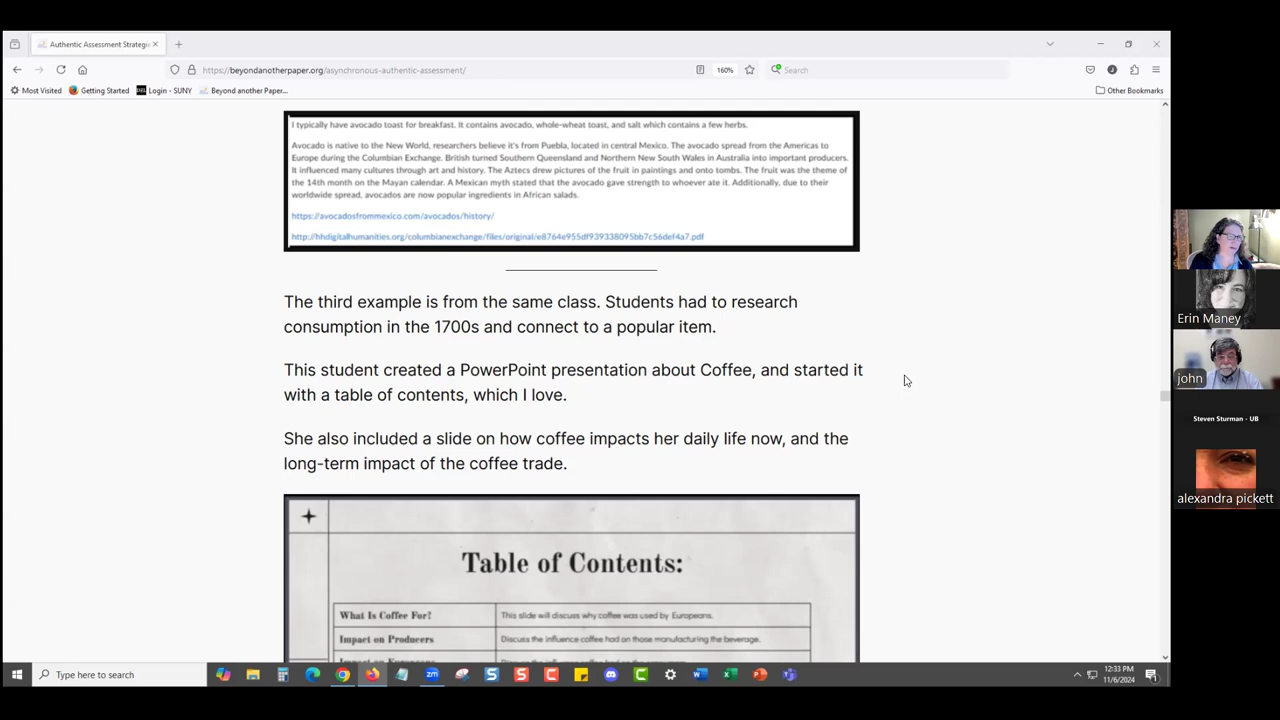 Authentic Assessment Strategie
https://beyondanotherpaper.org/asynchronous-authentic-assessment/
160%
Search
Most Visited
Getting Started
Login - SUNY
Beyond another Paper...
Other Bookmarks
I typically have avocado toast for breakfast. It contains avocado, whole-wheat toast, and salt which contains a few herbs.
Avocado is native to the New World, researchers believe it's from Puebla, located in central Mexico. The avocado spread from the Americas to
Europe during the Columbian Exchange. British turned Southern Queensland and Northern New South Wales in Australia into important producers.
It influenced many cultures through art and history. The Aztecs drew pictures of the fruit in paintings and onto tombs. The fruit was the theme of
the 14th month on the Mayan calendar. A Mexican myth stated that the avocado gave strength to whoever ate it. Additionally, due to their
worldwide spread, avocados are now popular ingredients in African salads.
https://avocadosfrommexico.com/avocados/history/
http://hhdigitalhumanities.org/columbianexchange/files/original/e8764e955df939338095bb7c56def4a7.pdf
The third example is from the same class. Students had to research
consumption in the 1700s and connect to a popular item.
This student created a PowerPoint presentation about Coffee, and started it
with a table of contents, which I love.
She also included a slide on how coffee impacts her daily life now, and the
long-term impact of the coffee trade.
Table of Contents:
What Is Coffee For?
This slide will discuss why coffee was used by Europeans.
Impact on Producers
Discuss the influence coffee had on those manufacturing the beverage.
Erin Maney
john
Steven Sturman - UB
alexandra pickett
Type here to search
12:33 PM
11/6/2024